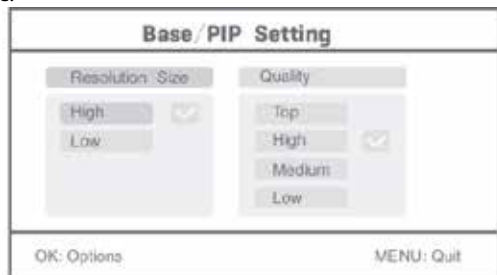 Base/PIP Setting
Resolution Size
High
Low
Quality
Top
High
Medium
Low
OK: Options
MENU: Quit